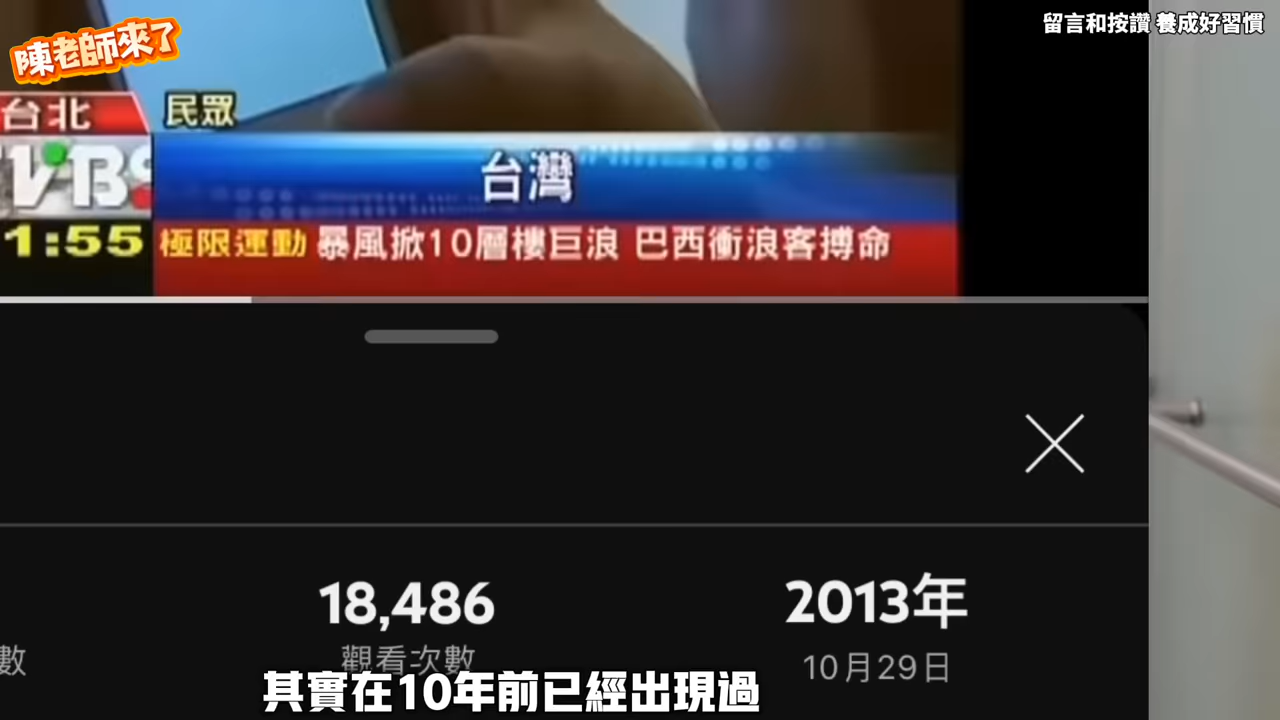 陳老師來了
留言和按讚 養成好習慣
台北
民眾
TVBS
台灣
1:55
極限運動 暴風掀10層樓巨浪 巴西衝浪客搏命
18,486
2013年
數
觀看次數
10月29日
其實在10年前已經出現過